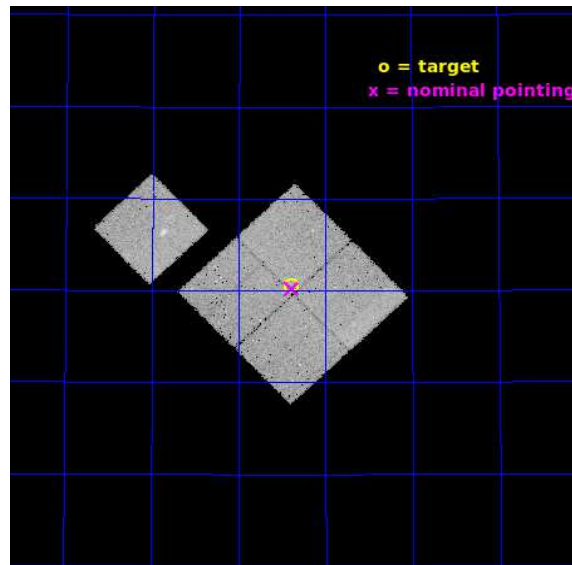 o = target
x = nominal pointing